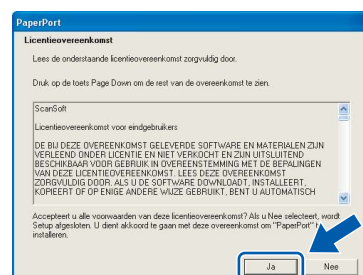 PaperPort
Licentieovereenkomst
Lees de onderstaande licentieovereenkomst zorgvuldig door.
Druk op de toets Page Down om de rest van de overeenkomst te zien.
ScanSoft
Licentieovereenkomst voor eindgebruikers
DE BIJ DEZE OVEREENKOMST GELEVERDE SOFTWARE EN MATERIALEN ZIJN
VERLEEND ONDER LICENTIE EN NIET VERKOCHT EN ZIJN UITSLUITEND
BESCHIKBAAR VOOR GEBRUIK IN OVEREENSTEMMING MET DE BEPALINGEN
VAN DEZE LICENTIEOVEREENKOMST. LEES DEZE OVEREENKOMST
ZORGVULDIG DOOR. ALS U DE SOFTWARE DOWNLOADT, INSTALLEERT,
KOPIEERT OF OP ENIGE ANDERE WIJZE GEBRUIKT, BENT U AUTOMATISCH
Accepteert u alle voorwaarden van deze licentieovereenkomst? Als u Nee selecteert, wordt
Setup afgesloten. U dient akkoord te gaan met deze overeenkomst om "PaperPort"
installeren.
Ja
Nee